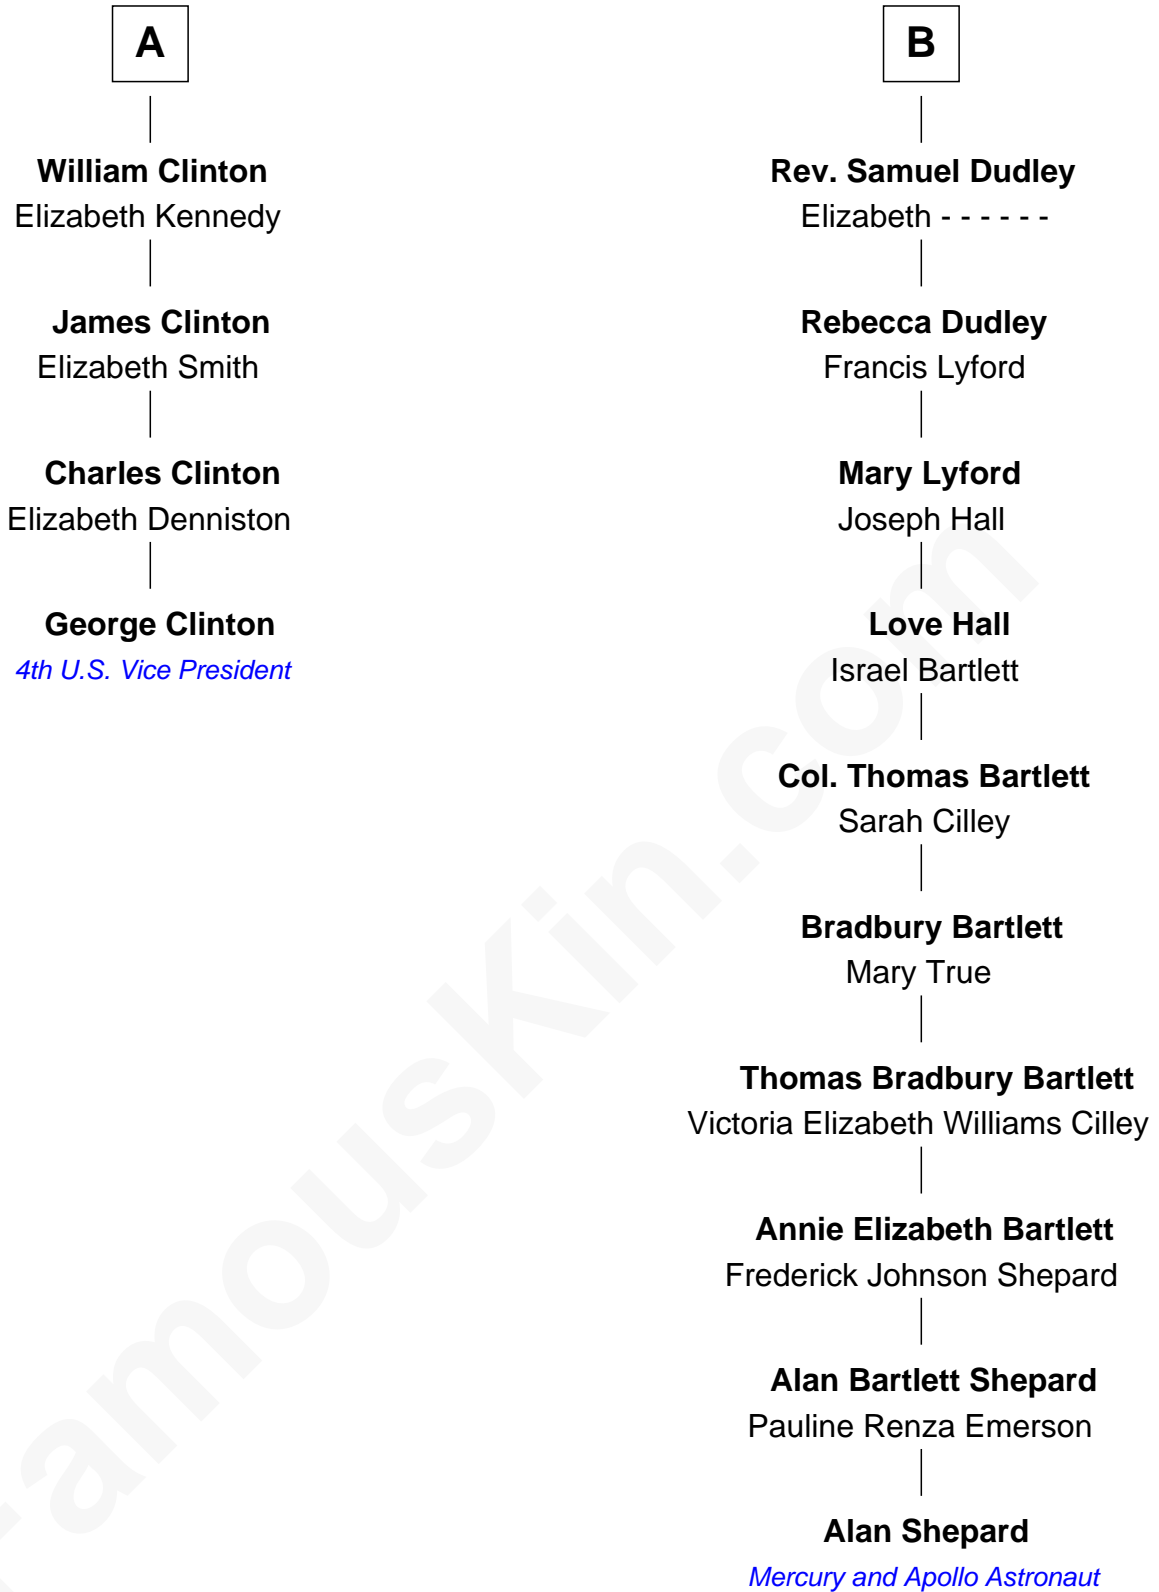 A
William Clinton
Elizabeth Kennedy
James Clinton
Elizabeth Smith
Charles Clinton
Elizabeth Denniston
George Clinton
4th U.S. Vice President
B
Rev. Samuel Dudley
Elizabeth - - - - - -
Rebecca Dudley
Francis Lyford
Mary Lyford
Joseph Hall
Love Hall
Israel Bartlett
Col. Thomas Bartlett
Sarah Cilley
Bradbury Bartlett
Mary True
Thomas Bradbury Bartlett
Victoria Elizabeth Williams Cilley
Annie Elizabeth Bartlett
Frederick Johnson Shepard
Alan Bartlett Shepard
Pauline Renza Emerson
Alan Shepard
Mercury and Apollo Astronaut
FamousKin.com